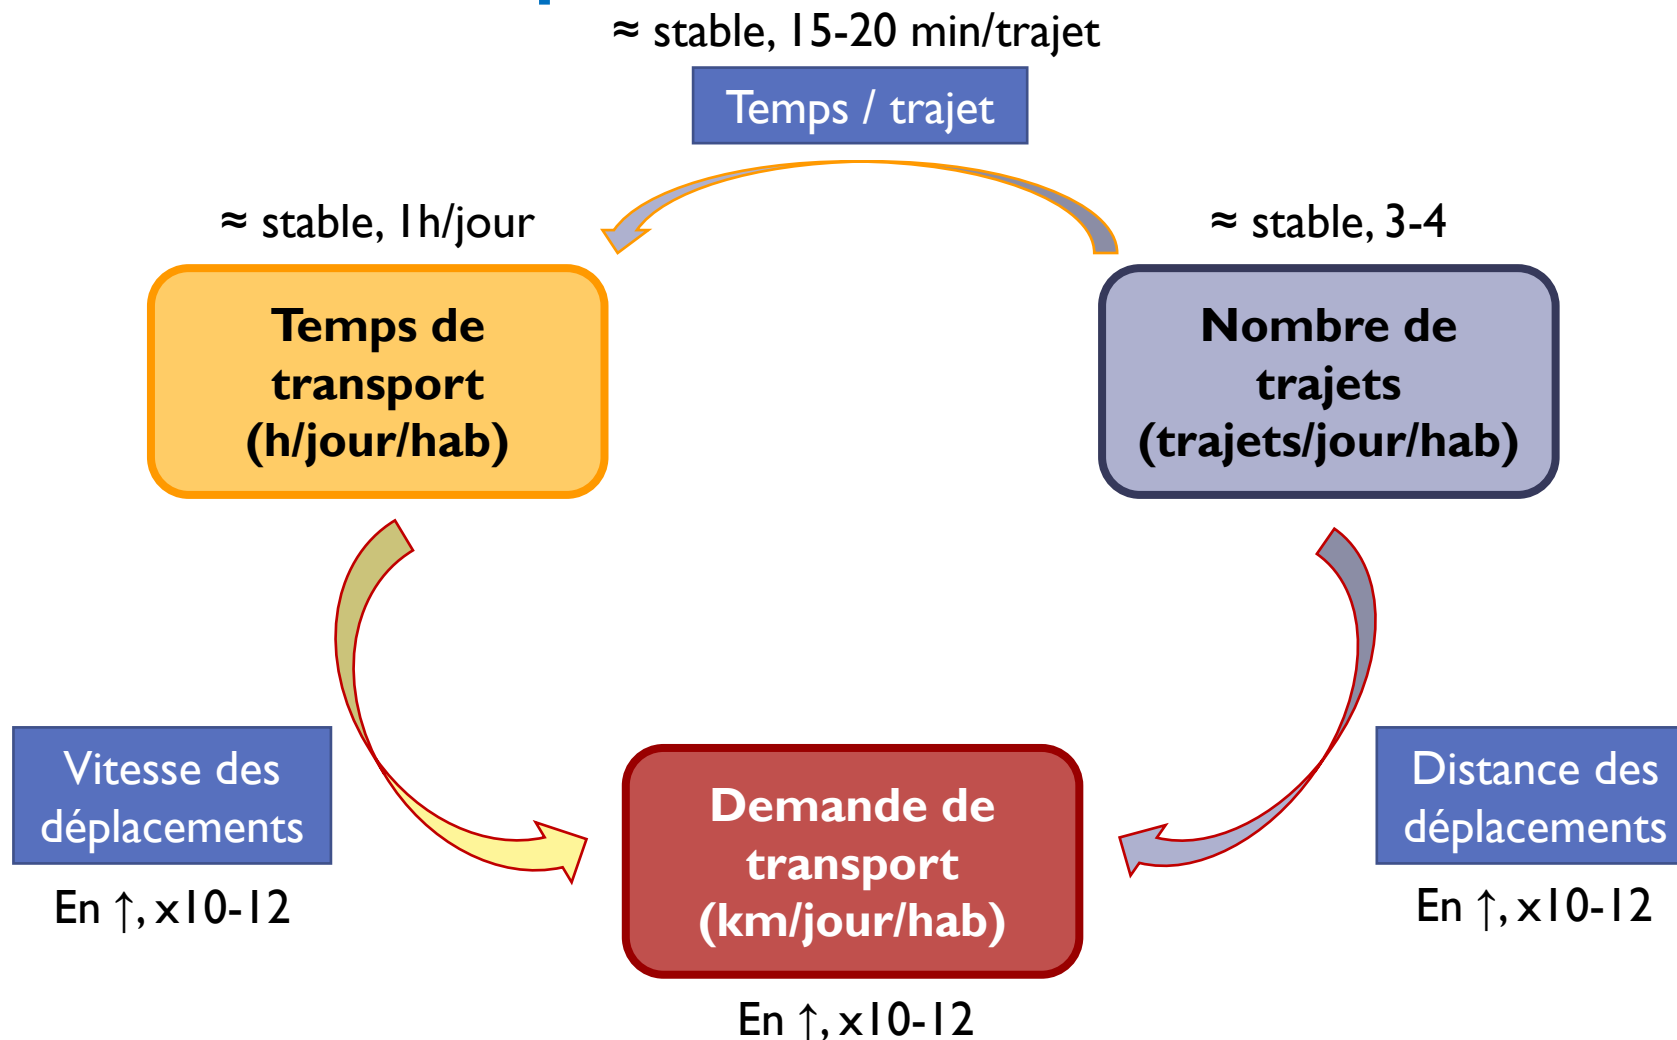 ≈ stable, 15-20 min/trajet
Temps / trajet
≈ stable, 1h/jour
≈ stable, 3-4
Temps de
transport
(h/jour/hab)
Nombre de
trajets
(trajets/jour/hab)
Vitesse des
déplacements
En ↑, x10-12
Demande de
transport
(km/jour/hab)
En ↑, x10-12
Distance des
déplacements
En ↑, x10-12